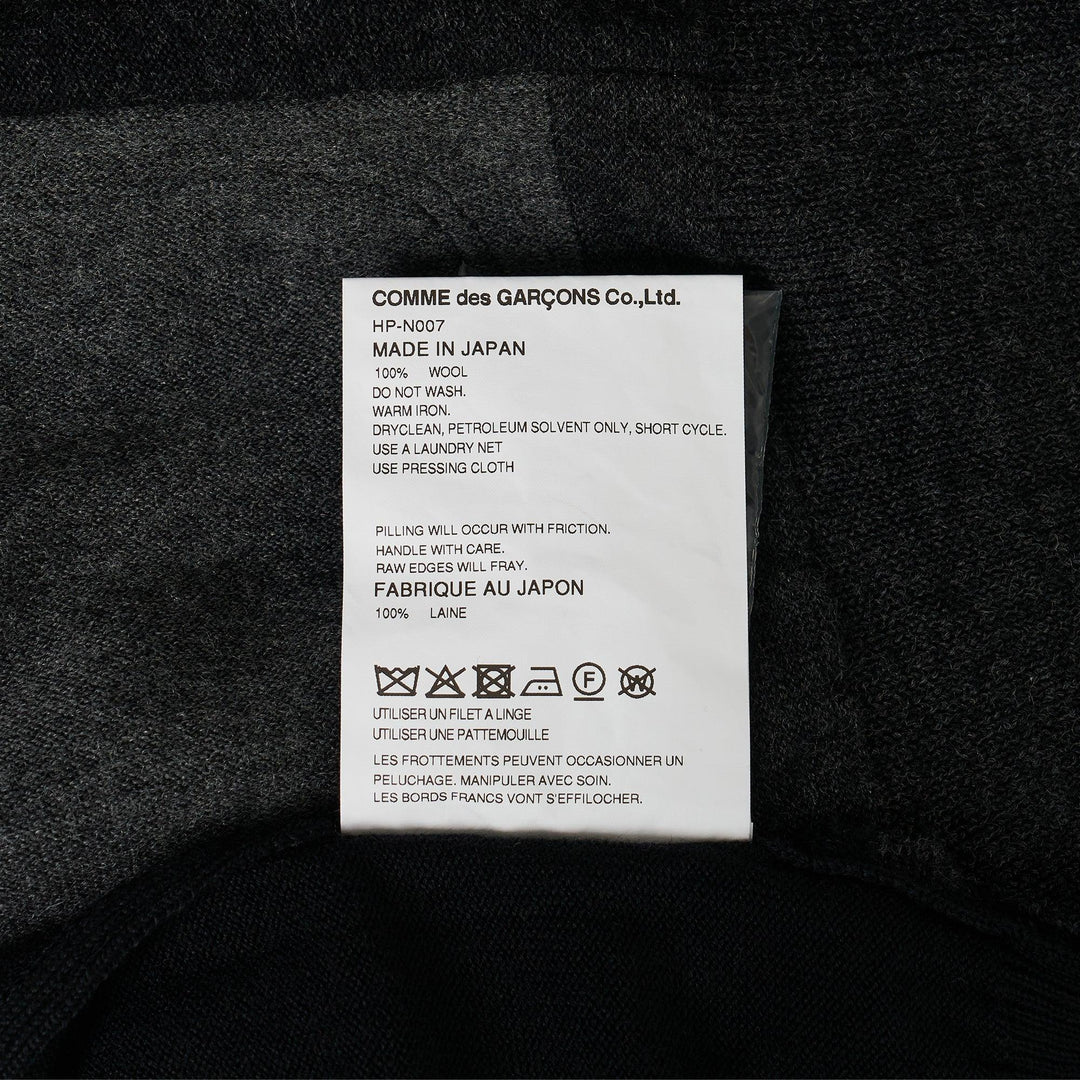 COMME des GARÇONS Co.,Ltd.
HP-N007
MADE IN JAPAN
100% WOOL
DO NOT WASH.
WARM IRON.
DRYCLEAN, PETROLEUM SOLVENT ONLY, SHORT CYCLE.
USE A LAUNDRY NET
USE PRESSING CLOTH
PILLING WILL OCCUR WITH FRICTION.
HANDLE WITH CARE.
RAW EDGES WILL FRAY.
FABRIQUE AU JAPON
100% LAINE
F W
UTILISER UN FILET A LINGE
UTILISER UNE PATTEMOUILLE
LES FROTTEMENTS PEUVENT OCCASIONNER UN
PELUCHAGE. MANIPULER AVEC SOIN.
LES BORDS FRANCS VONT S'EFFILOCHER.